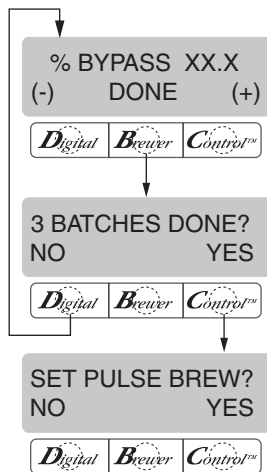 % BYPASS XX.X
(-) DONE (+)
Digital Brewer Control™
3 BATCHES DONE?
NO YES
Digital Brewer Control™
SET PULSE BREW?
NO YES
Digital Brewer Control™